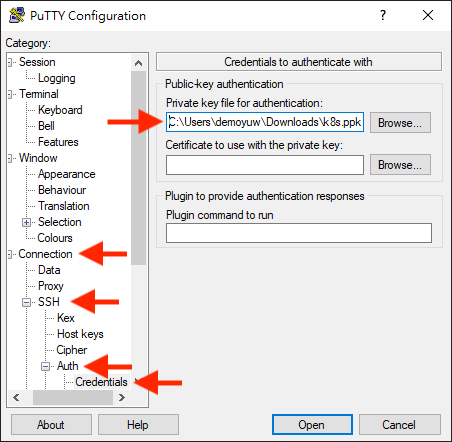 PuTTY Configuration
Category:
Session
Logging
Terminal
Keyboard
Bell
Features
Window
Appearance
Behaviour
Translation
Selection
Colours
Connection
Data
Proxy
SSH
Kex
Host keys
Cipher
Auth
Credentials
Credentials to authenticate with
Public-key authentication
Private key file for authentication:
C:\Users\demoyuw\Downloads\k8s.ppk
Browse...
Certificate to use with the private key:
Browse...
Plugin to provide authentication responses
Plugin command to run
About
Help
Open
Cancel